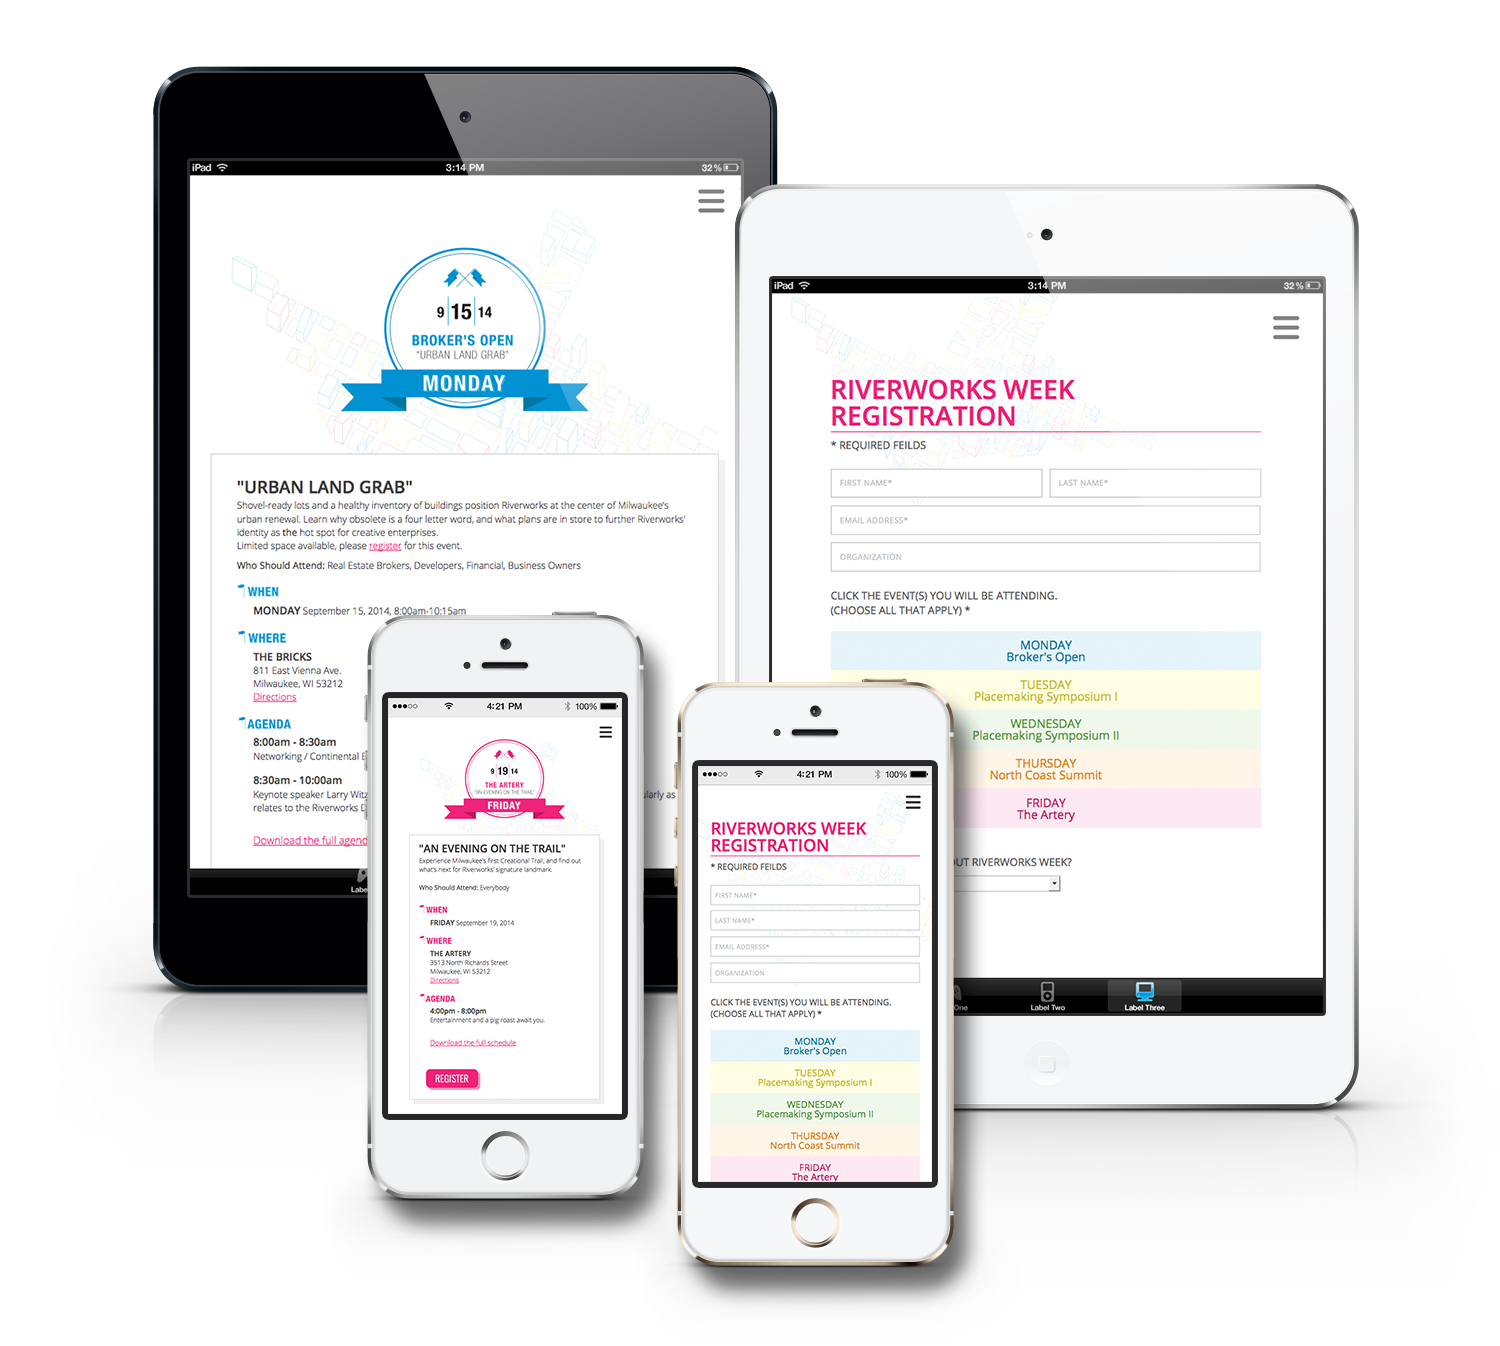 iPad
3:14 PM
32%
9 15 14
BROKER'S OPEN
"URBAN LAND GRAB"
MONDAY
"URBAN LAND GRAB"
Shovel-ready lots and a healthy inventory of buildings position Riverworks at the center of Milwaukee's
urban renewal. Learn why obsolete is a four letter word, and what plans are in store to further Riverworks'
identity as the hot spot for creative enterprises.
Limited space available, please register for this event.
Who Should Attend: Real Estate Brokers, Developers, Financial, Business Owners
WHEN
MONDAY September 15, 2014, 8:00am-10:15am
WHERE
THE BRICKS
811 East Vienna Ave.
Milwaukee, WI 53212
Directions
AGENDA
8:00am - 8:30am
Networking / Continental
8:30am - 10:00am
Keynote speaker Larry
relates to the Riverworks
Download the full
iPad
3:14 PM
32%
RIVERWORKS WEEK
REGISTRATION
* REQUIRED FEILDS
FIRST NAME* LAST NAME*
EMAIL ADDRESS*
ORGANIZATION
CLICK THE EVENT(S) YOU WILL BE ATTENDING.
(CHOOSE ALL THAT APPLY) *
MONDAY
Broker's Open
TUESDAY
Placemaking Symposium I
WEDNESDAY
Placemaking Symposium II
THURSDAY
North Coast Summit
FRIDAY
The Artery
RIVERWORKS WEEK?
One
Label Two
Label Three
4:21 PM
100%
9 19 14
THE ARTERY
"AN EVENING ON THE TRAIL"
FRIDAY
"AN EVENING ON THE TRAIL"
Experience Milwaukee's first Creational Trail, and find out
what's next for Riverworks' signature landmark.
Who Should Attend: Everybody
WHEN
FRIDAY September 19, 2014
WHERE
THE ARTERY
3513 North Richards Street
Milwaukee, WI 53212
Directions
AGENDA
4:00pm - 8:00pm
Entertainment and a pig roast await you.
Download the full schedule
REGISTER
4:21 PM
100%
RIVERWORKS WEEK
REGISTRATION
* REQUIRED FEILDS
FIRST NAME*
LAST NAME*
EMAIL ADDRESS*
ORGANIZATION
CLICK THE EVENT(S) YOU WILL BE ATTENDING.
(CHOOSE ALL THAT APPLY) *
MONDAY
Broker's Open
TUESDAY
Placemaking Symposium I
WEDNESDAY
Placemaking Symposium II
THURSDAY
North Coast Summit
FRIDAY
The Artery